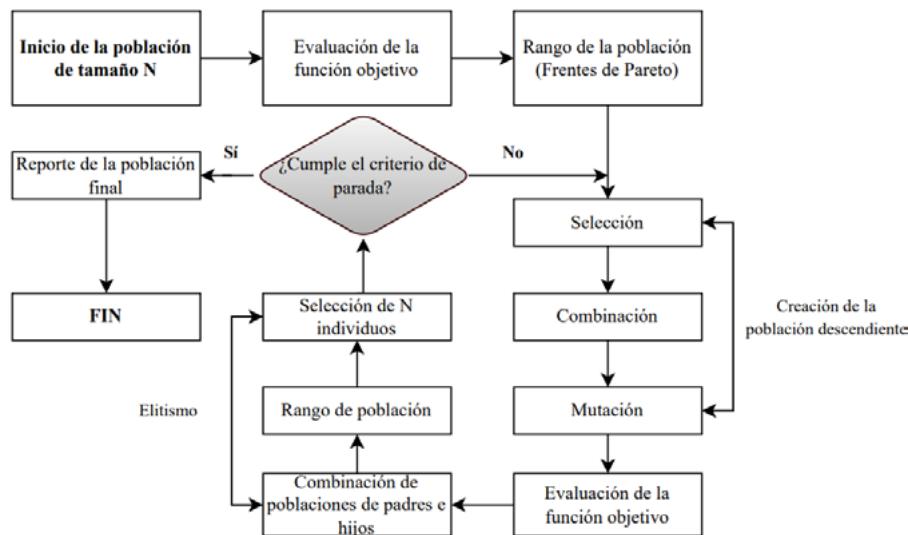 Inicio de la población
de tamaño N
Evaluación de la
función objetivo
Rango de la población
(Frentes de Pareto)
Reporte de la población
final
Sí
¿Cumple el criterio de
parada?
No
Selección
FIN
Selección de N
individuos
Combinación
Creación de la
población descendiente
Elitismo
Rango de población
Mutación
Combinación de
poblaciones de padres e
hijos
Evaluación de la
función objetivo